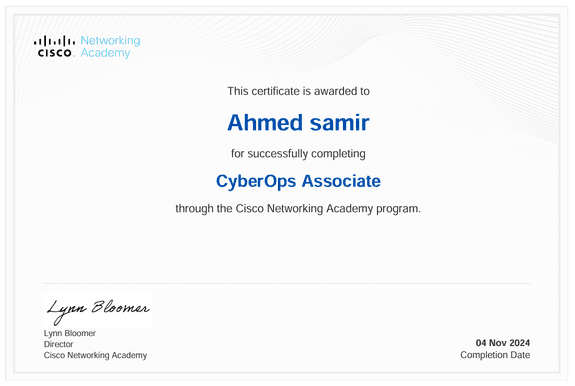 CISCO Networking Academy
This certificate is awarded to
Ahmed samir
for successfully completing
CyberOps Associate
through the Cisco Networking Academy program.
Lynn Bloomer
Lynn Bloomer
Director
Cisco Networking Academy
04 Nov 2024
Completion Date